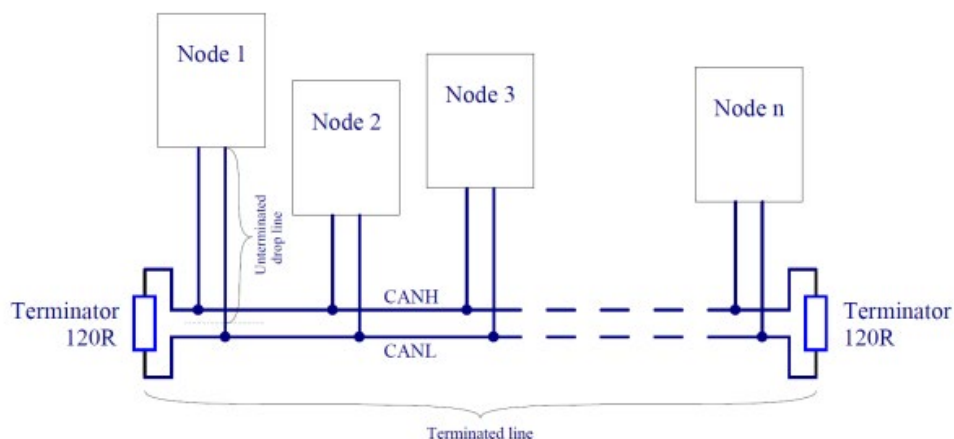 Node 1
Node 2
Node 3
Node n
Unterminated
drop line
Terminator
120R
CANH
CANL
Terminator
120R
Terminated line